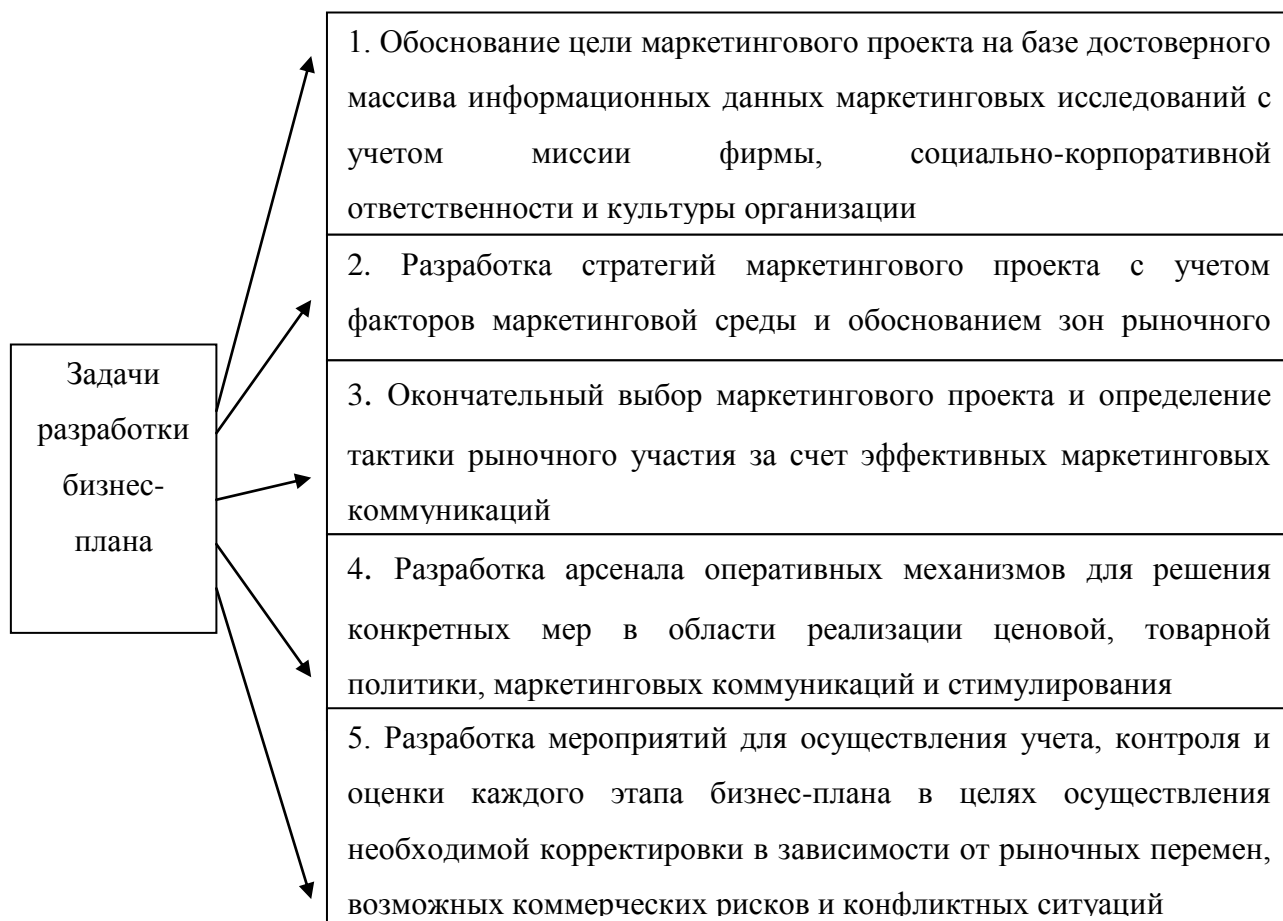 Задачи
разработки
бизнес-
плана
1. Обоснование цели маркетингового проекта на базе достоверного
массива информационных данных маркетинговых исследований с
учетом миссии фирмы, социально-корпоративной
ответственности и культуры организации
2. Разработка стратегий маркетингового проекта с учетом
факторов маркетинговой среды и обоснованием зон рыночного
3. Окончательный выбор маркетингового проекта и определение
тактики рыночного участия за счет эффективных маркетинговых
коммуникаций
4. Разработка арсенала оперативных механизмов для решения
конкретных мер в области реализации ценовой, товарной
политики, маркетинговых коммуникаций и стимулирования
5. Разработка мероприятий для осуществления учета, контроля и
оценки каждого этапа бизнес-плана в целях осуществления
необходимой корректировки в зависимости от рыночных перемен,
возможных коммерческих рисков и конфликтных ситуаций